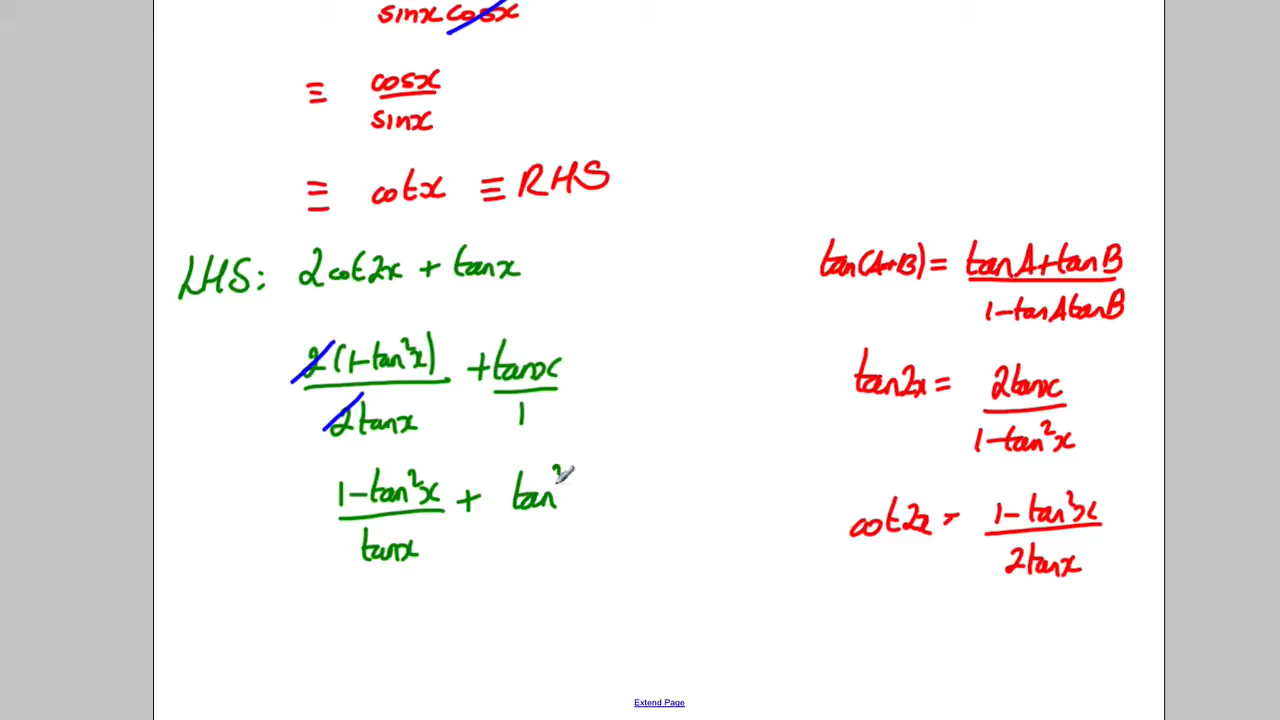 sinx cosx
≡ cosx / sinx
≡ cotx ≡ RHS
LHS: 2cot2x + tanx
2(1-tan²x) / 2tanx + tanx / 1
1-tan²x / tanx + tan²
tan(A+B) = tanA+tanB / 1-tanAtanB
tan2x = 2tanx / 1-tan²x
cot2x = 1-tan²x / 2tanx
Extend Page